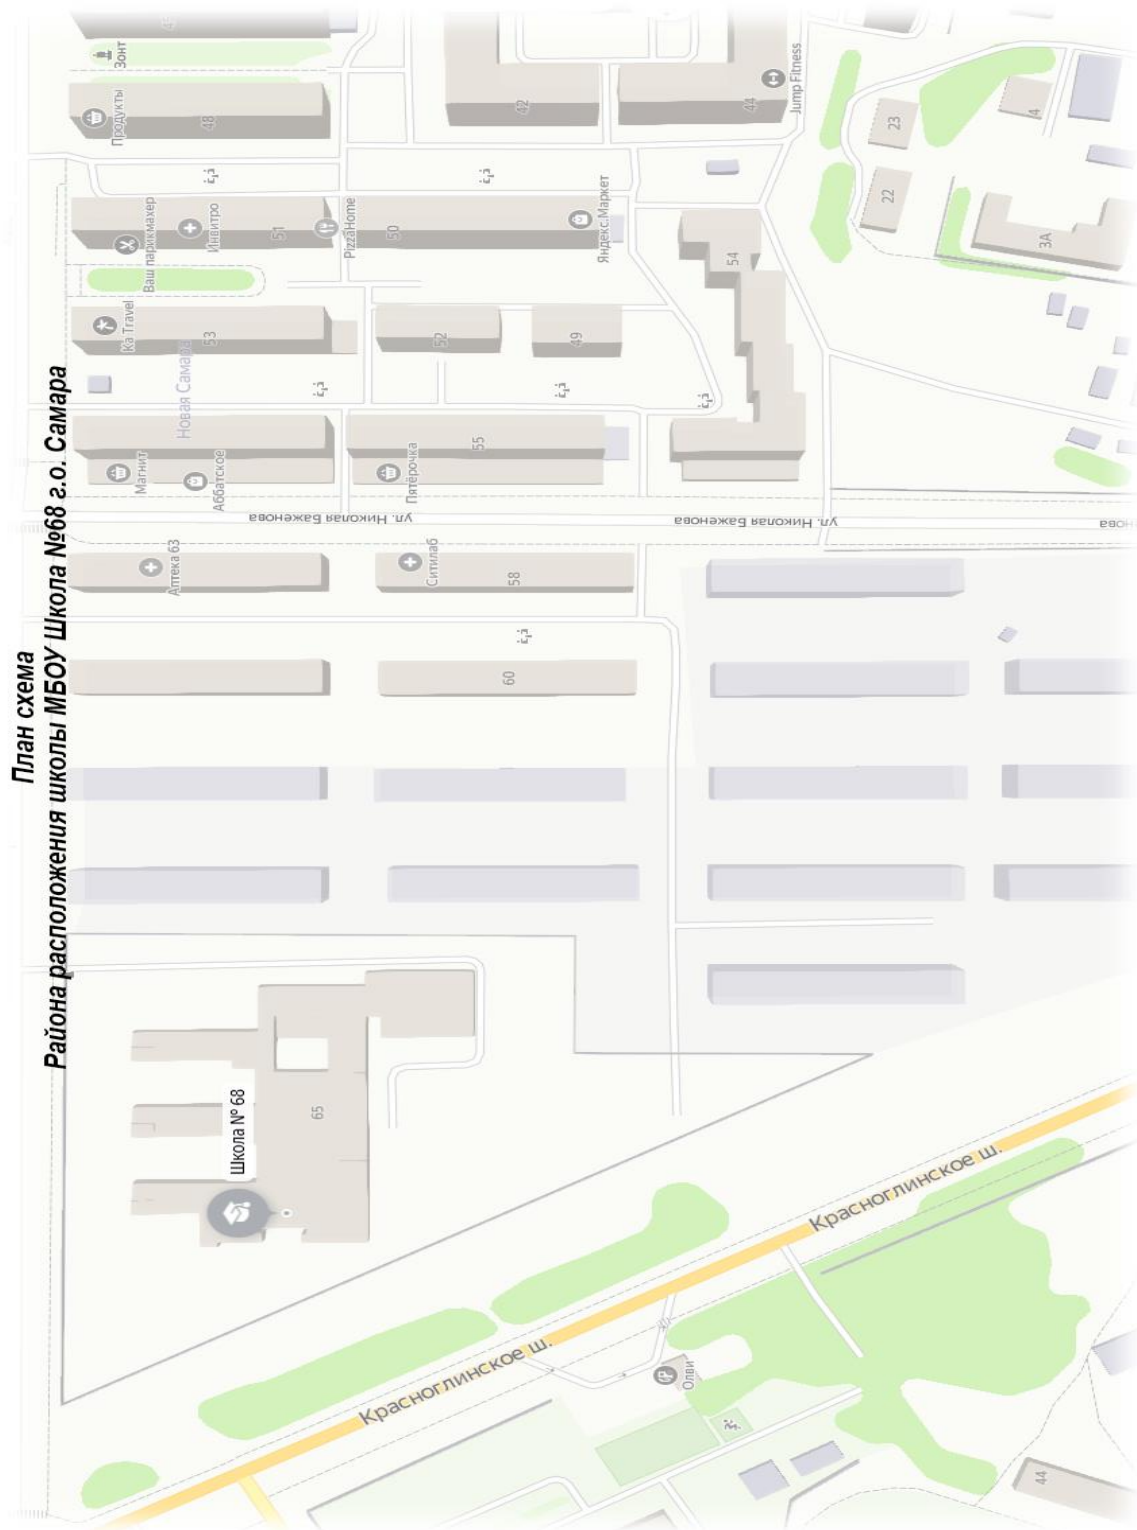 План схема
Района расположения школы МБОУ Школа №68 г.о. Самара
Зонт
Продукты
48
42
44
Jump Fitness
23
4
22
3А
Ваш парикмахер
Инвитро
51
PizzaHome
50
Яндекс.Маркет
54
Ka Travel
53
52
49
Новая Самара
Магнит
Аббатское
Пятёрочка
55
ул. Николая Баженова
ул. Николая Баженова
Аптека 63
Ситилаб
58
60
Школа № 68
65
Красноглинское ш.
Красноглинское ш.
Олви
44